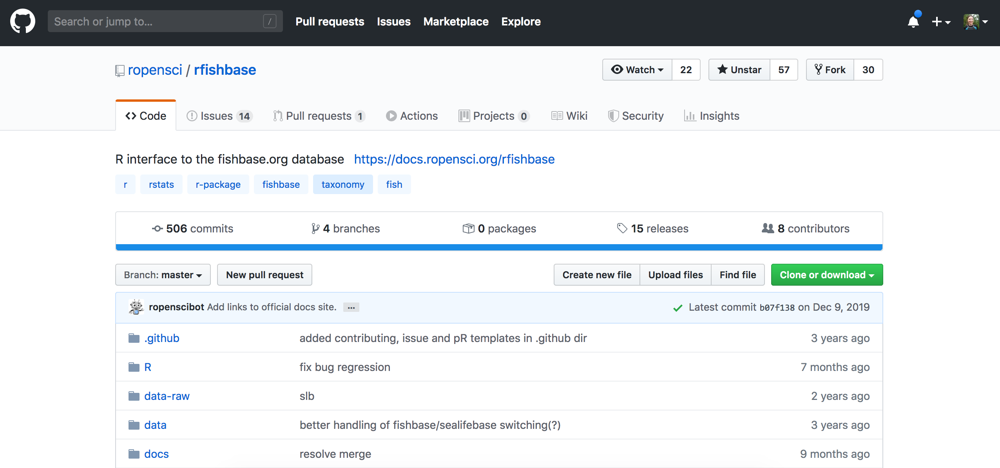 Search or jump to... /
Pull requests Issues Marketplace Explore
ropensci / rfishbase
Watch 22 Unstar 57 Fork 30
Code Issues 14 Pull requests 1 Actions Projects 0 Wiki Security Insights
R interface to the fishbase.org database https://docs.ropensci.org/rfishbase
r rstats r-package fishbase taxonomy fish
506 commits 4 branches 0 packages 15 releases 8 contributors
Branch: master New pull request Create new file Upload files Find file Clone or download
ropenscibot Add links to official docs site. ... Latest commit b07f138 on Dec 9, 2019
.github added contributing, issue and pR templates in .github dir 3 years ago
R fix bug regression 7 months ago
data-raw slb 2 years ago
data better handling of fishbase/sealifebase switching(?) 3 years ago
docs resolve merge 9 months ago